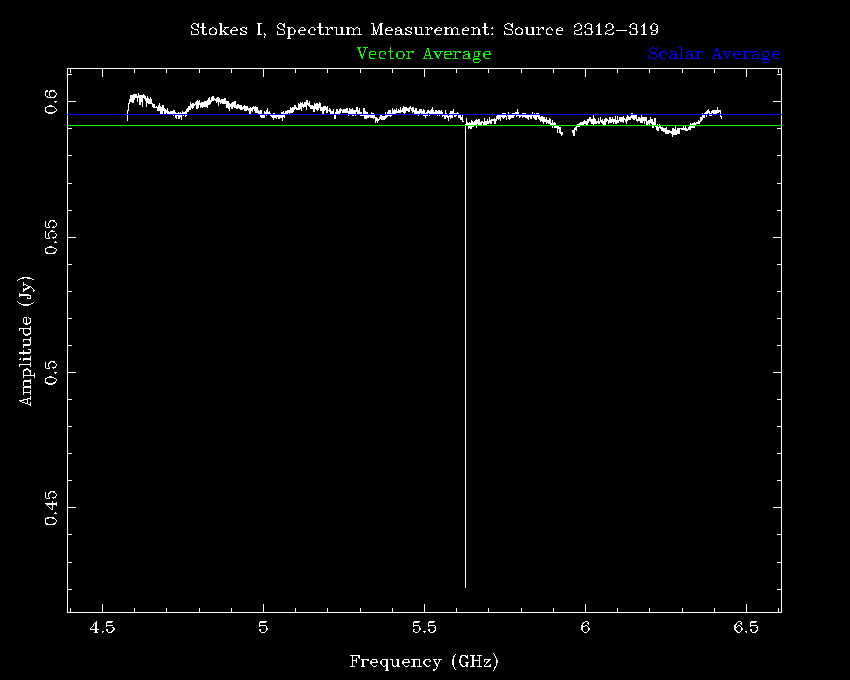 Stokes I, Spectrum Measurement: Source 2312−319
Vector Average
Scalar Average
0.6
0.55
0.5
0.45
Amplitude (Jy)
4.5
5
5.5
6
6.5
Frequency (GHz)